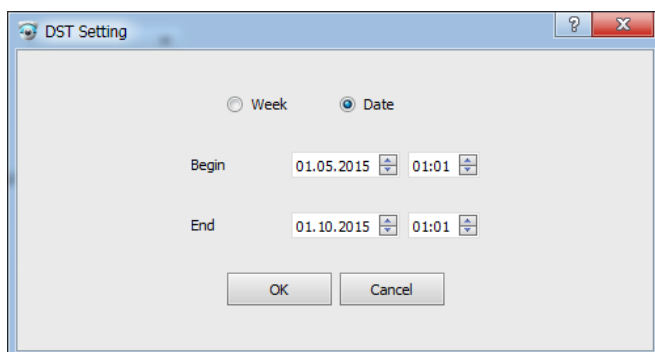 DST Setting
Week Date
Begin 01.05.2015 01:01
End 01.10.2015 01:01
OK Cancel